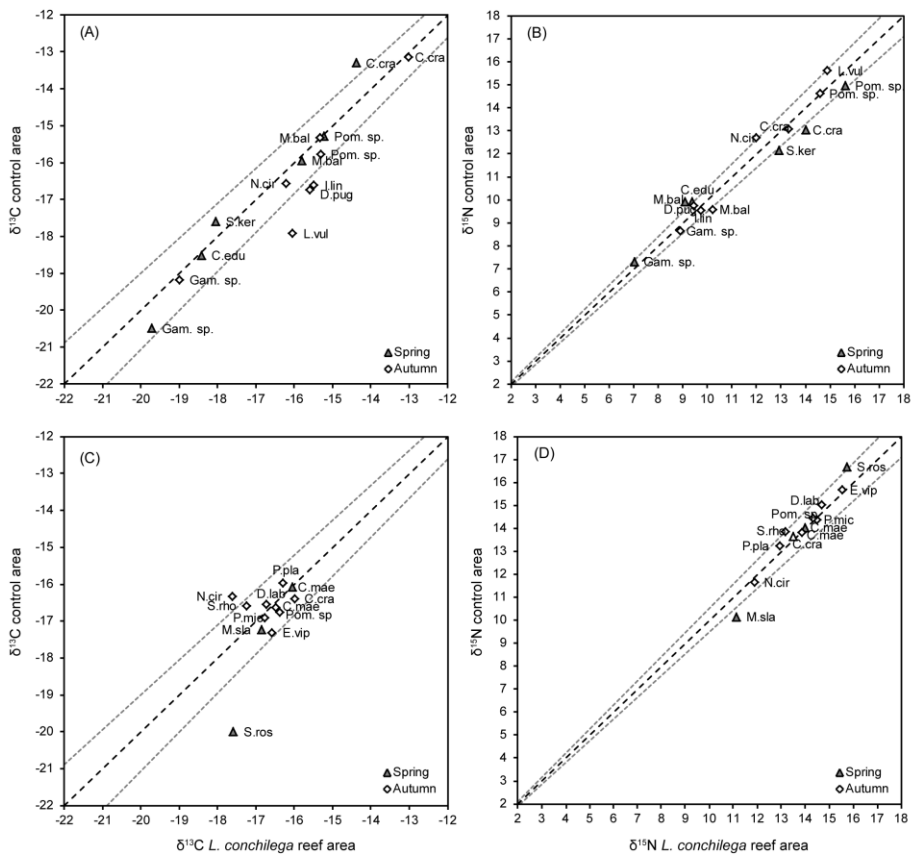 (A)
δ13C control area
-12
-13
-14
-15
-16
-17
-18
-19
-20
-21
-22
C.cra
C.cra
M.bal
Pom. sp.
Pom. sp.
M.bal
N.cir
I.lin
D.pug
S.ker
L.vul
C.edu
Gam. sp.
Gam. sp.
Spring
Autumn
-22 -21 -20 -19 -18 -17 -16 -15 -14 -13 -12
(B)
δ15N control area
18
17
16
15
14
13
12
11
10
9
8
7
6
5
4
3
2
L.vul
Pom. sp.
Pom. sp.
C.cra
C.cra
N.cir
S.ker
C.edu
M.bal
M.bal
D.pug
I.lin
Gam. sp.
Gam. sp.
Spring
Autumn
2 3 4 5 6 7 8 9 10 11 12 13 14 15 16 17 18
(C)
δ13C control area
-12
-13
-14
-15
-16
-17
-18
-19
-20
-21
-22
P.pla
C.mae
N.cir
D.lab
C.cra
S.rho
C.mae
Pom. sp
P.mic
M.sla
E.vip
S.ros
Spring
Autumn
-22 -21 -20 -19 -18 -17 -16 -15 -14 -13 -12
δ13C L. conchilega reef area
(D)
δ15N control area
18
17
16
15
14
13
12
11
10
9
8
7
6
5
4
3
2
S.ros
E.vip
D.lab
Pom. sp
P.mic
C.mae
S.rho
C.mae
P.pla
C.cra
N.cir
M.sla
Spring
Autumn
2 3 4 5 6 7 8 9 10 11 12 13 14 15 16 17 18
δ15N L. conchilega reef area